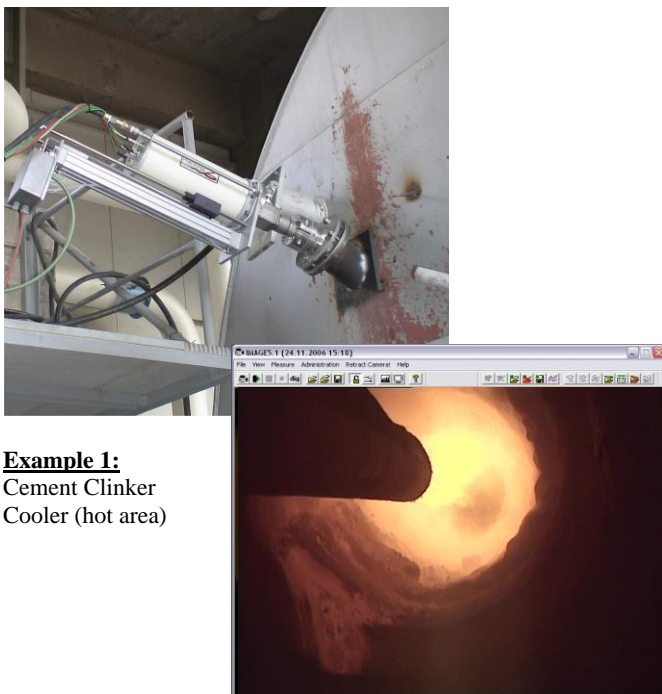 IMAGE5.1 (24.11.2006 15:18)
File View Measure Administration Retract Camera! Help
Example 1:
Cement Clinker
Cooler (hot area)